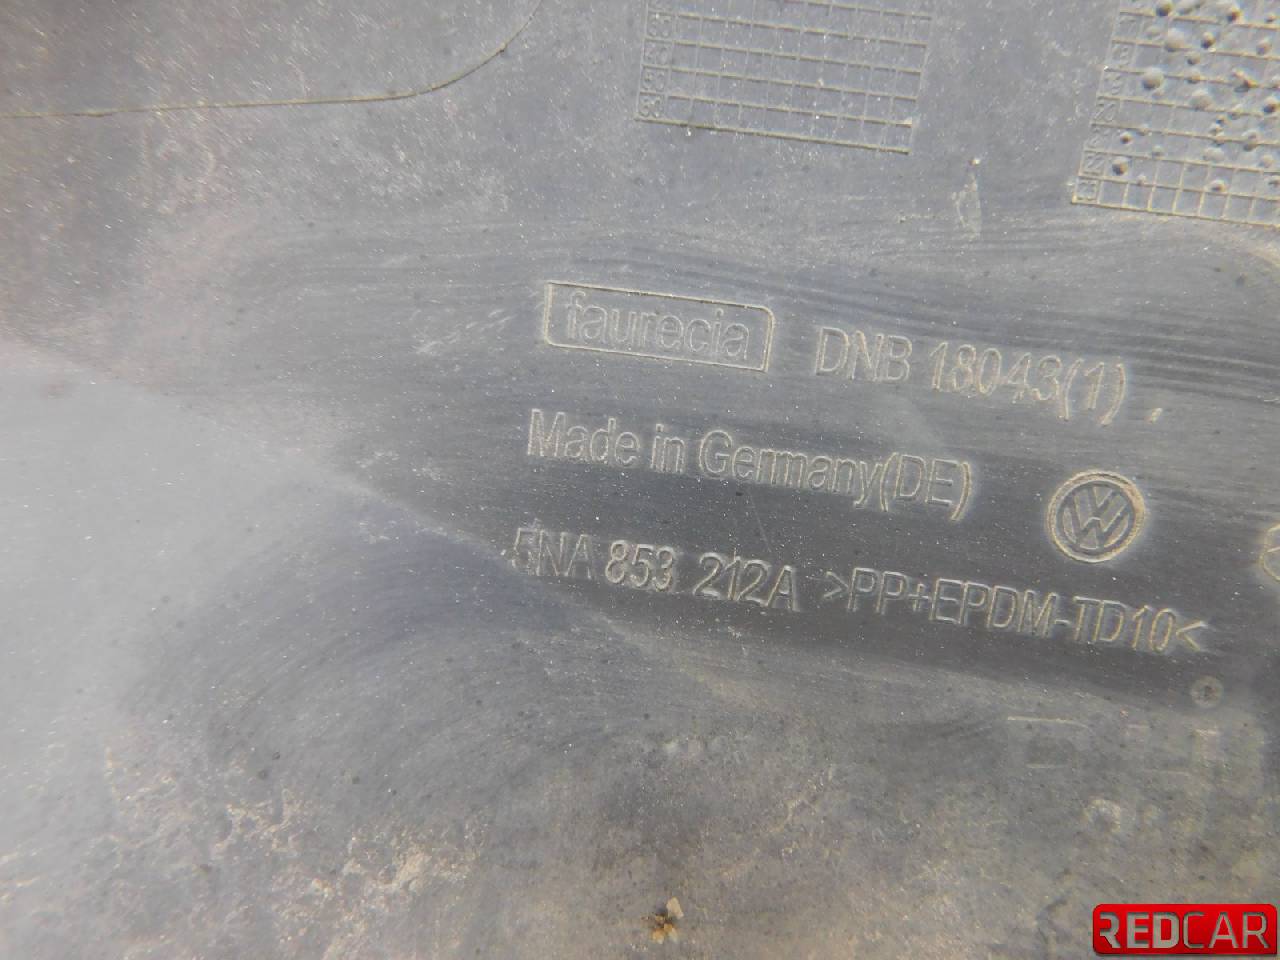 faurecia DNB 18043(1)
Made in Germany(DE)
5NA 853 212A >PP+EPDM-TD10<
REDCAR